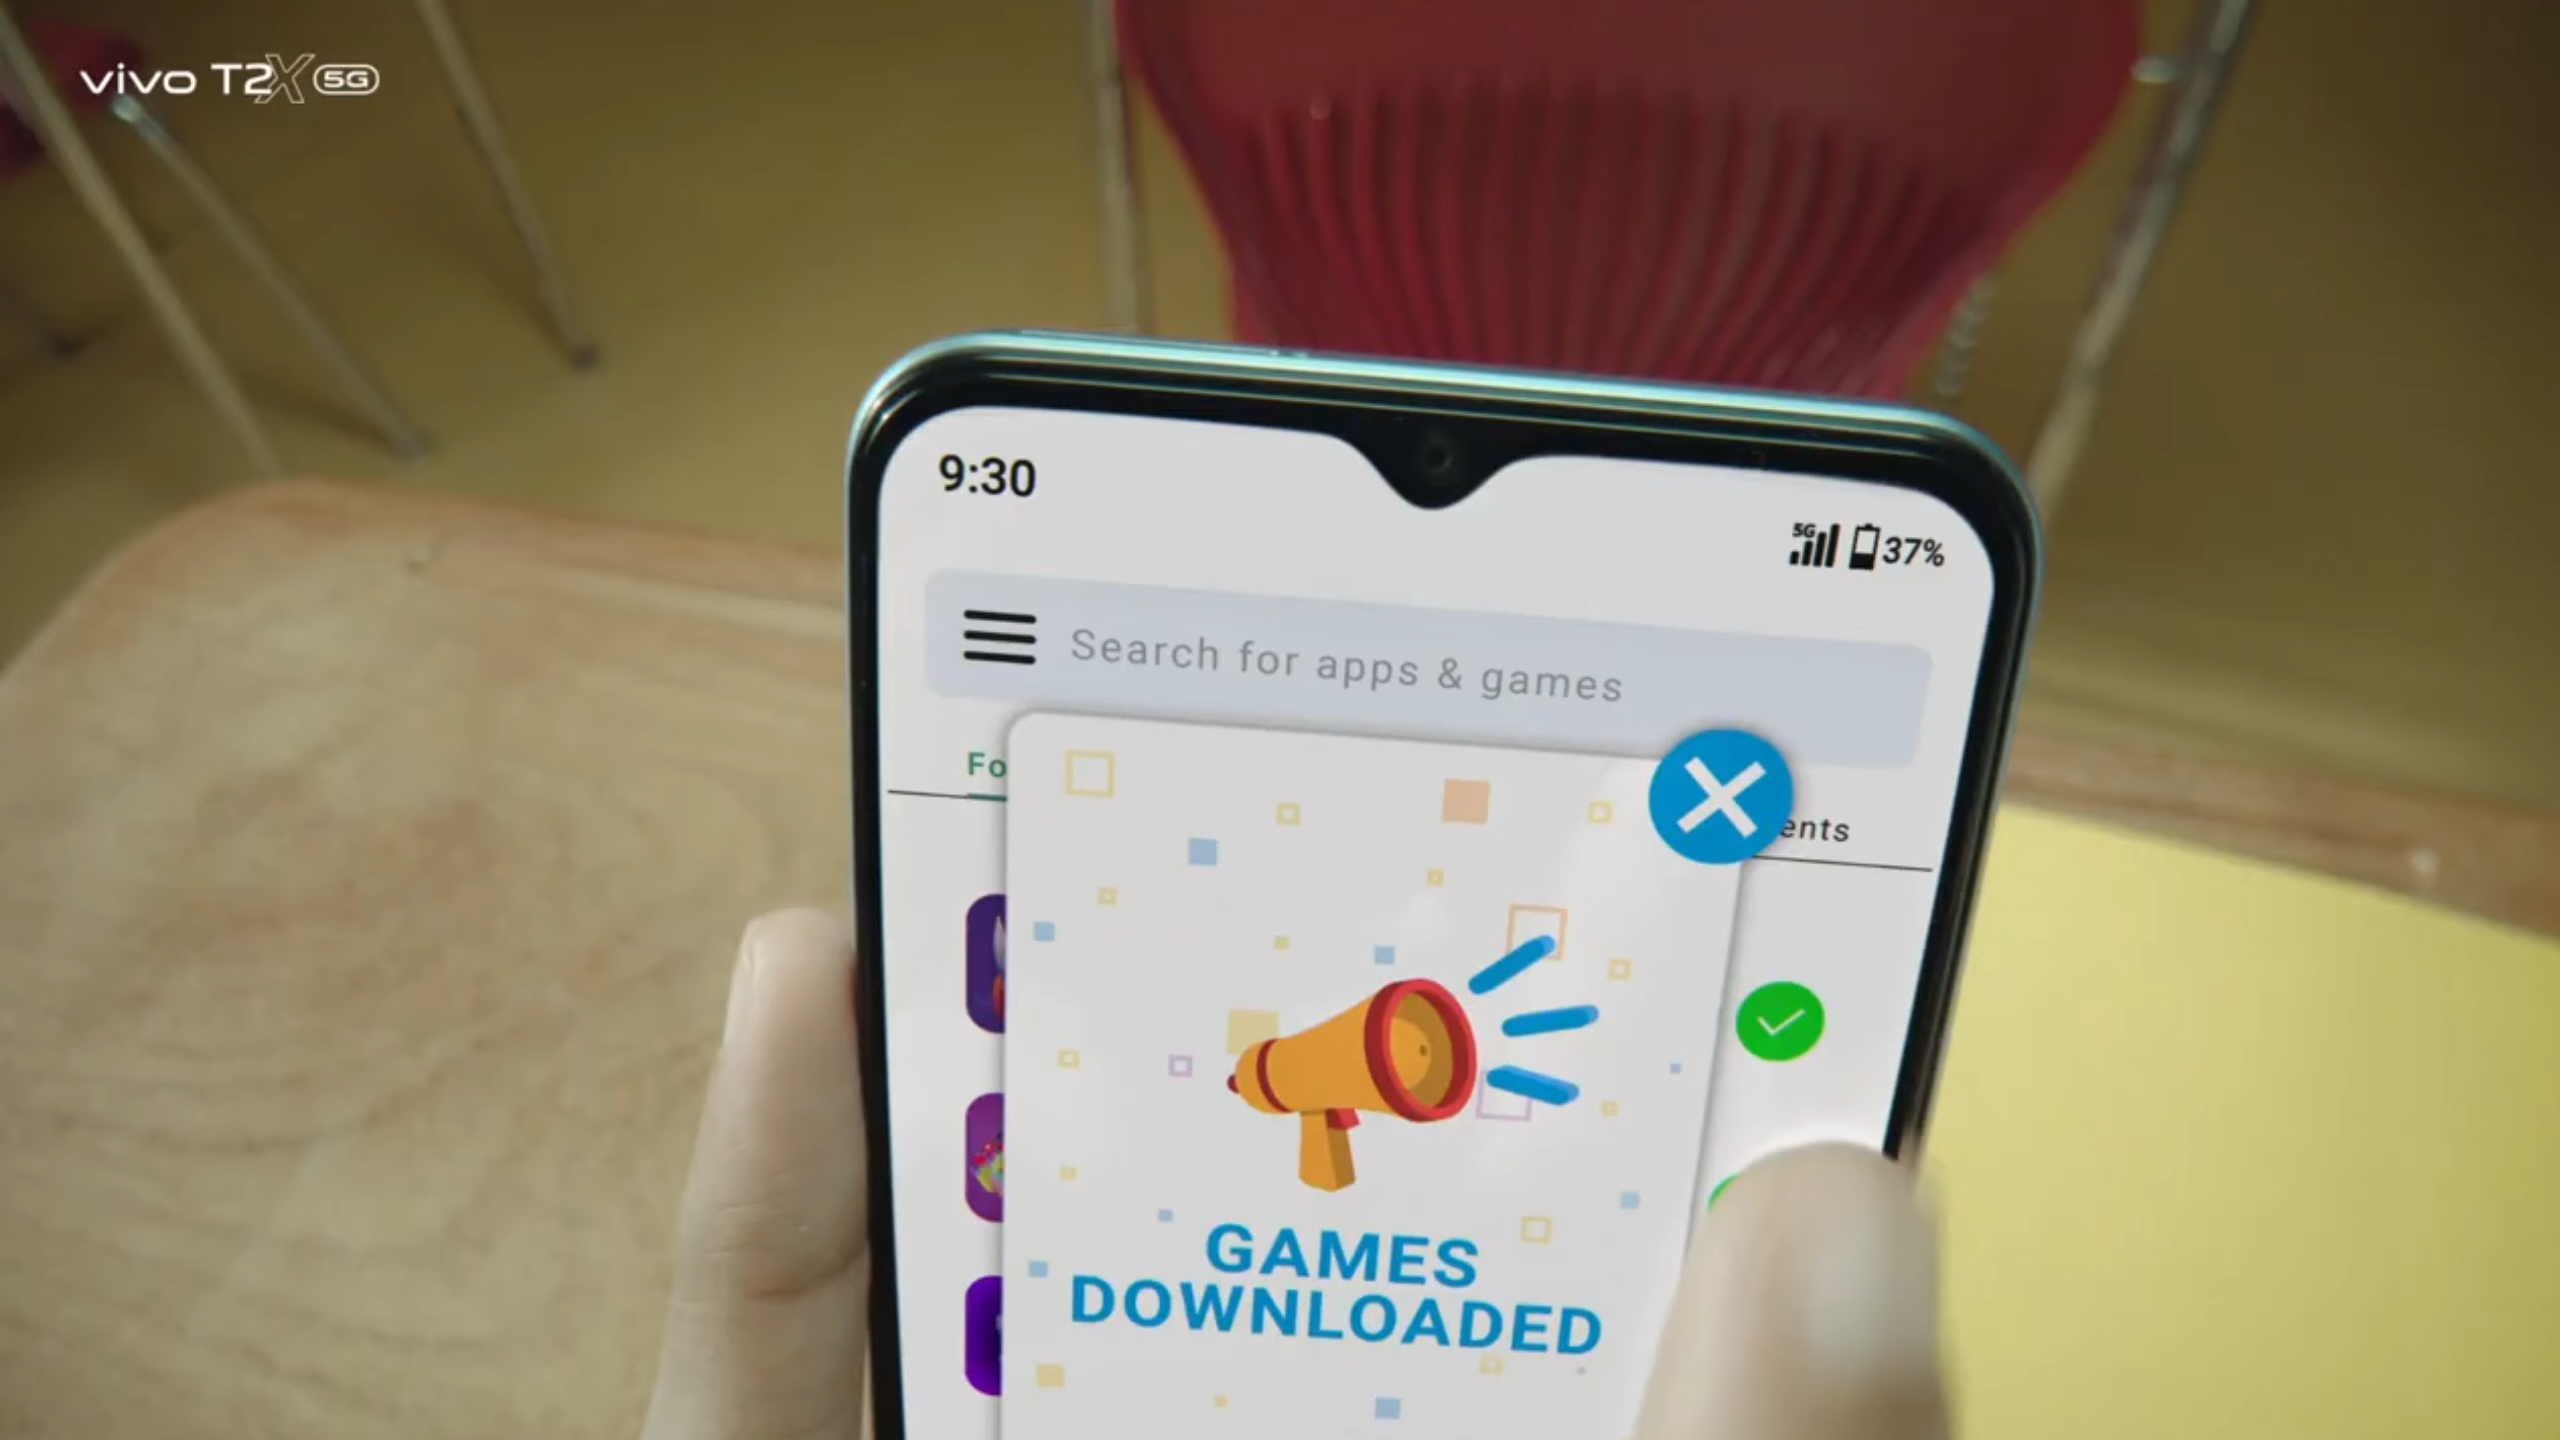 vivo T2X 5G
9:30
5G 37%
Search for apps & games
Fo
ents
GAMES
DOWNLOADED